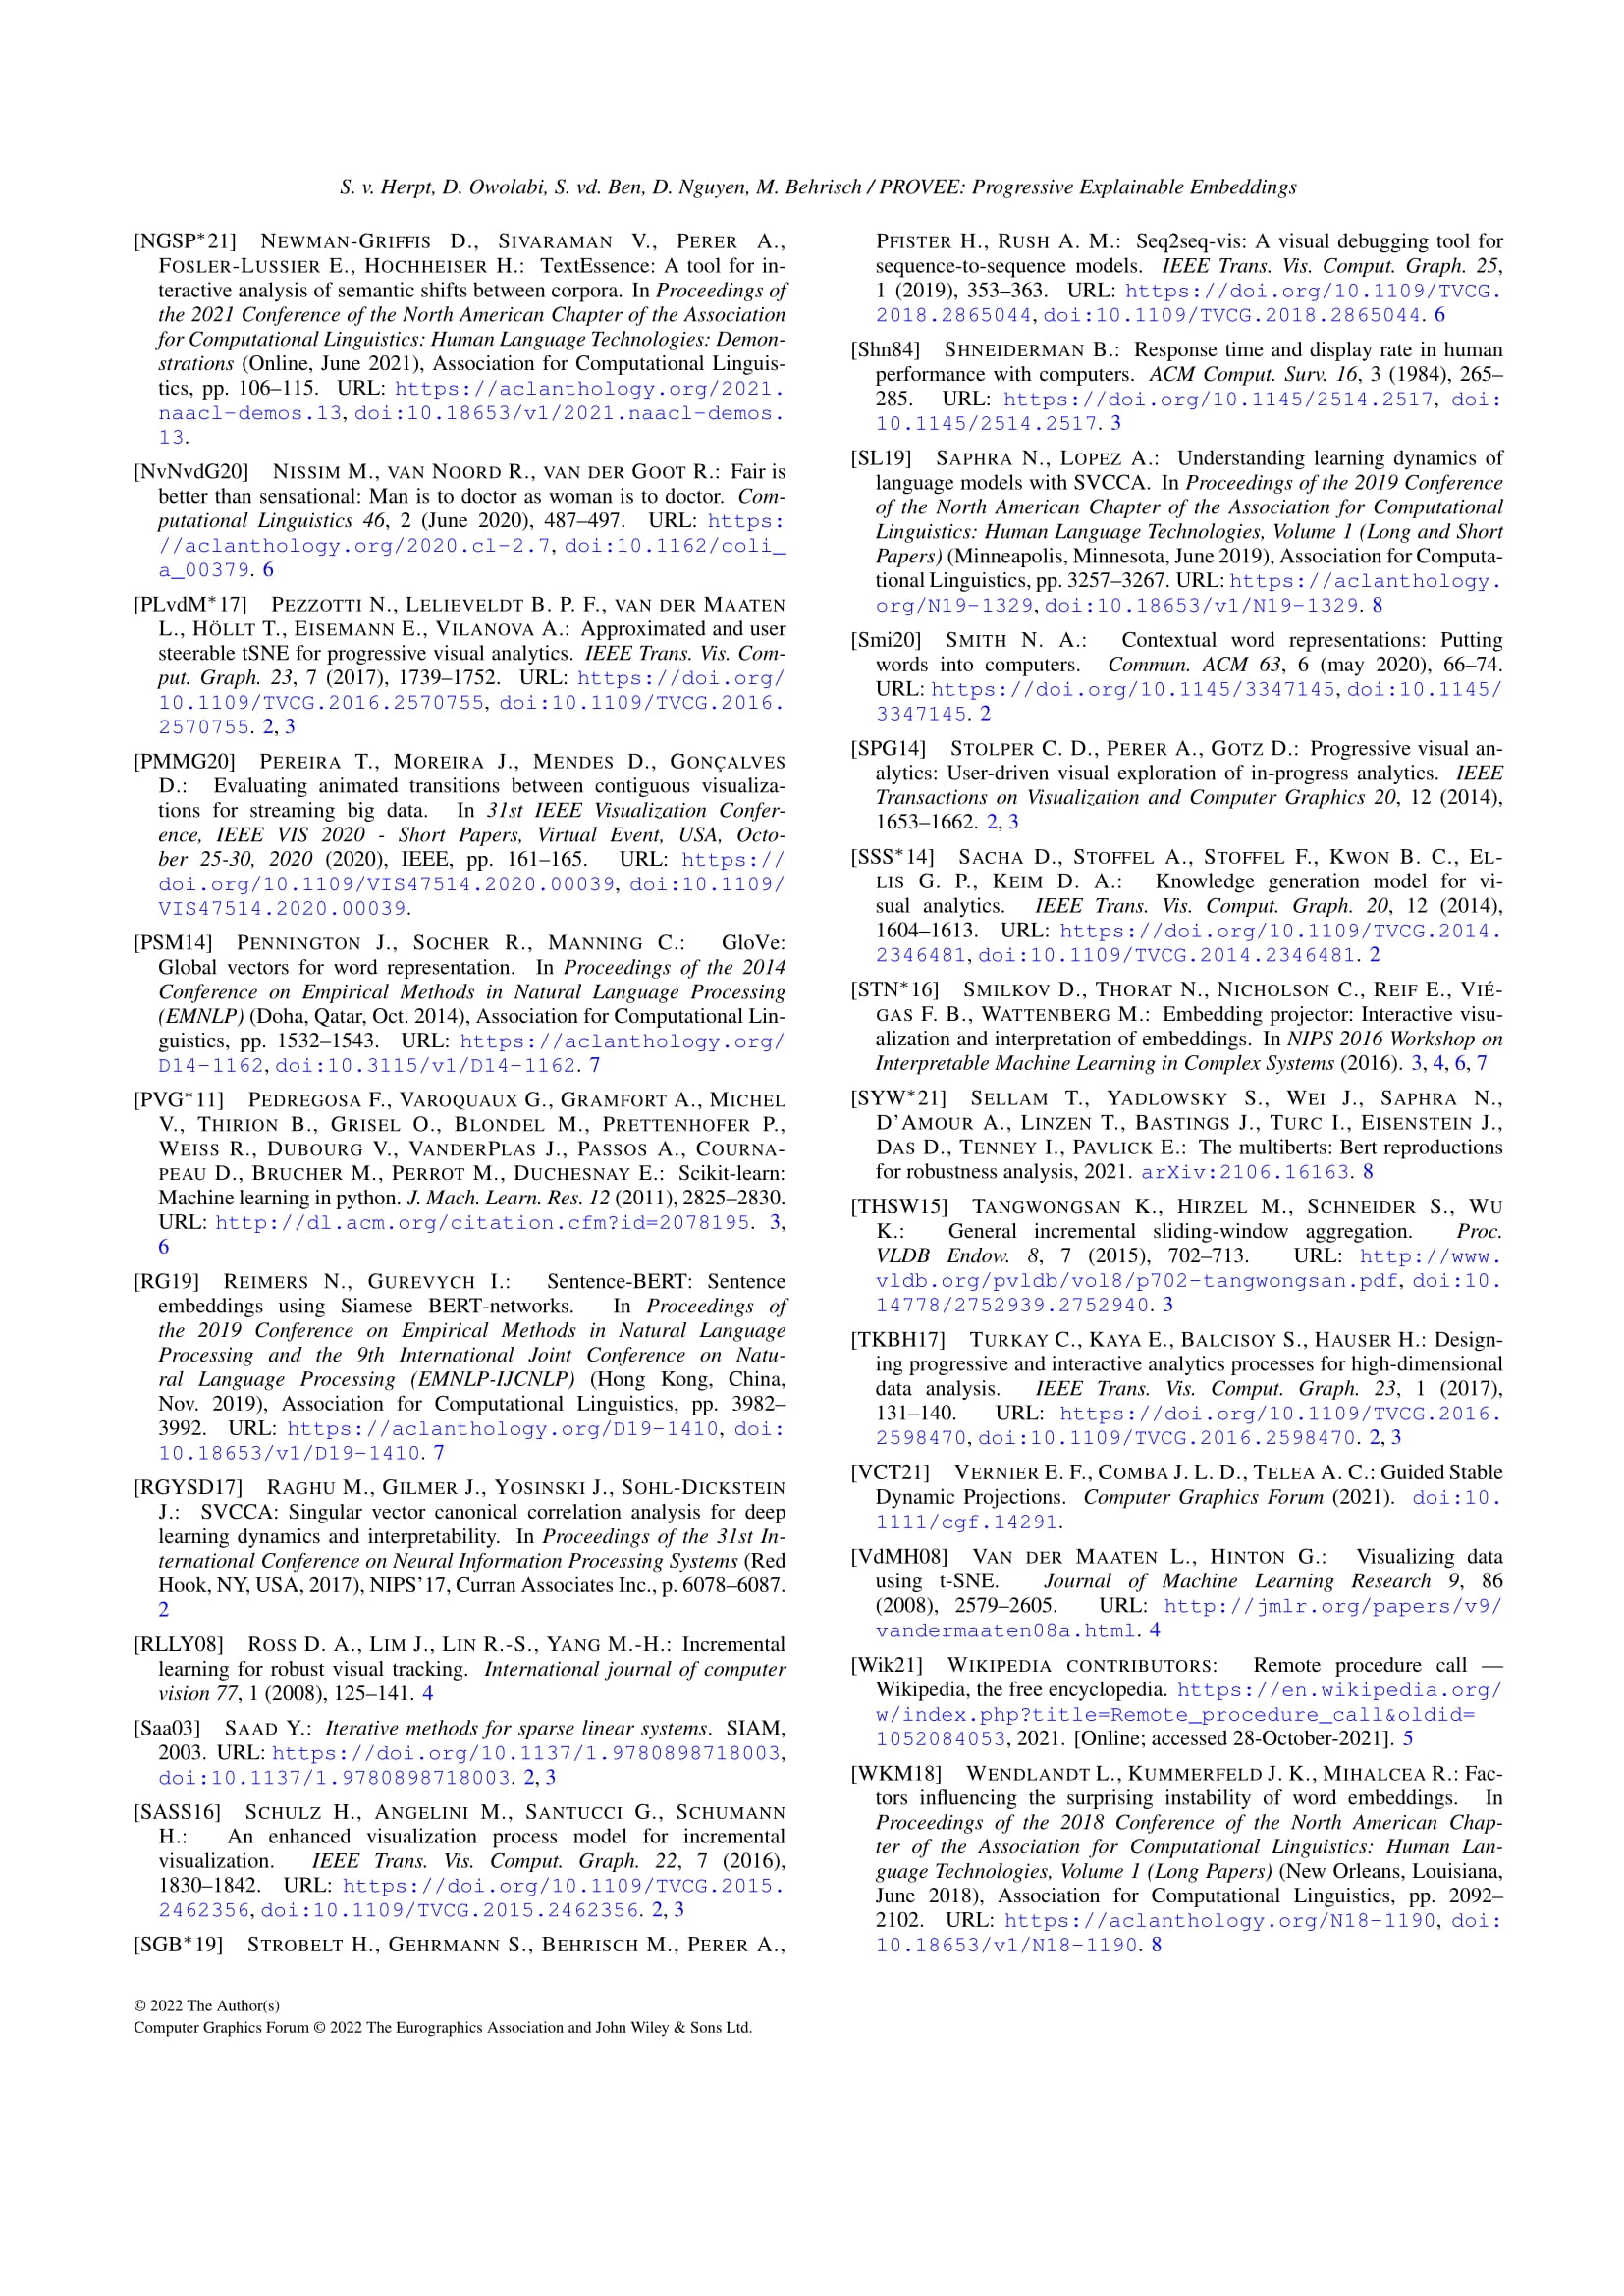 S. v. Herpt, D. Owolabi, S. vd. Ben, D. Nguyen, M. Behrisch / PROVEE: Progressive Explainable Embeddings
[NGSP*21] NEWMAN-GRIFFIS D., SIVARAMAN V., PERER A.,
FOSLER-LUSSIER E., HOCHHEISER H.: TextEssence: A tool for in-
teractive analysis of semantic shifts between corpora. In Proceedings of
the 2021 Conference of the North American Chapter of the Association
for Computational Linguistics: Human Language Technologies: Demon-
strations (Online, June 2021), Association for Computational Linguis-
tics, pp. 106–115. URL: https://aclanthology.org/2021.
naacl-demos.13, doi:10.18653/v1/2021.naacl-demos.
13.
[NvNvdG20] NISSIM M., VAN NOORD R., VAN DER GOOT R.: Fair is
better than sensational: Man is to doctor as woman is to doctor. Com-
putational Linguistics 46, 2 (June 2020), 487–497. URL: https:
//aclanthology.org/2020.cl-2.7, doi:10.1162/coli_
a_00379. 6
[PLvdM*17] PEZZOTTI N., LELIEVELDT B. P. F., VAN DER MAATEN
L., HÖLLT T., EISEMANN E., VILANOVA A.: Approximated and user
steerable tSNE for progressive visual analytics. IEEE Trans. Vis. Com-
put. Graph. 23, 7 (2017), 1739–1752. URL: https://doi.org/
10.1109/TVCG.2016.2570755, doi:10.1109/TVCG.2016.
2570755. 2, 3
[PMMG20] PEREIRA T., MOREIRA J., MENDES D., GONÇALVES
D.: Evaluating animated transitions between contiguous visualiza-
tions for streaming big data. In 31st IEEE Visualization Confer-
ence, IEEE VIS 2020 - Short Papers, Virtual Event, USA, Octo-
ber 25-30, 2020 (2020), IEEE, pp. 161–165. URL: https://
doi.org/10.1109/VIS47514.2020.00039, doi:10.1109/
VIS47514.2020.00039.
[PSM14] PENNINGTON J., SOCHER R., MANNING C.: GloVe:
Global vectors for word representation. In Proceedings of the 2014
Conference on Empirical Methods in Natural Language Processing
(EMNLP) (Doha, Qatar, Oct. 2014), Association for Computational Lin-
guistics, pp. 1532–1543. URL: https://aclanthology.org/
D14-1162, doi:10.3115/v1/D14-1162. 7
[PVG*11] PEDREGOSA F., VAROQUAUX G., GRAMFORT A., MICHEL
V., THIRION B., GRISEL O., BLONDEL M., PRETTENHOFER P.,
WEISS R., DUBOURG V., VANDERPLAS J., PASSOS A., COURNA-
PEAU D., BRUCHER M., PERROT M., DUCHESNAY E.: Scikit-learn:
Machine learning in python. J. Mach. Learn. Res. 12 (2011), 2825–2830.
URL: http://dl.acm.org/citation.cfm?id=2078195. 3,
6
[RG19] REIMERS N., GUREVYCH I.: Sentence-BERT: Sentence
embeddings using Siamese BERT-networks. In Proceedings of
the 2019 Conference on Empirical Methods in Natural Language
Processing and the 9th International Joint Conference on Natu-
ral Language Processing (EMNLP-IJCNLP) (Hong Kong, China,
Nov. 2019), Association for Computational Linguistics, pp. 3982–
3992. URL: https://aclanthology.org/D19-1410, doi:
10.18653/v1/D19-1410. 7
[RGYSD17] RAGHU M., GILMER J., YOSINSKI J., SOHL-DICKSTEIN
J.: SVCCA: Singular vector canonical correlation analysis for deep
learning dynamics and interpretability. In Proceedings of the 31st In-
ternational Conference on Neural Information Processing Systems (Red
Hook, NY, USA, 2017), NIPS'17, Curran Associates Inc., p. 6078–6087.
2
[RLLY08] ROSS D. A., LIM J., LIN R.-S., YANG M.-H.: Incremental
learning for robust visual tracking. International journal of computer
vision 77, 1 (2008), 125–141. 4
[Saa03] SAAD Y.: Iterative methods for sparse linear systems. SIAM,
2003. URL: https://doi.org/10.1137/1.9780898718003,
doi:10.1137/1.9780898718003. 2, 3
[SASS16] SCHULZ H., ANGELINI M., SANTUCCI G., SCHUMANN
H.: An enhanced visualization process model for incremental
visualization. IEEE Trans. Vis. Comput. Graph. 22, 7 (2016),
1830–1842. URL: https://doi.org/10.1109/TVCG.2015.
2462356, doi:10.1109/TVCG.2015.2462356. 2, 3
[SGB*19] STROBELT H., GEHRMANN S., BEHRISCH M., PERER A.,
PFISTER H., RUSH A. M.: Seq2seq-vis: A visual debugging tool for
sequence-to-sequence models. IEEE Trans. Vis. Comput. Graph. 25,
1 (2019), 353–363. URL: https://doi.org/10.1109/TVCG.
2018.2865044, doi:10.1109/TVCG.2018.2865044. 6
[Shn84] SHNEIDERMAN B.: Response time and display rate in human
performance with computers. ACM Comput. Surv. 16, 3 (1984), 265–
285. URL: https://doi.org/10.1145/2514.2517, doi:
10.1145/2514.2517. 3
[SL19] SAPHRA N., LOPEZ A.: Understanding learning dynamics of
language models with SVCCA. In Proceedings of the 2019 Conference
of the North American Chapter of the Association for Computational
Linguistics: Human Language Technologies, Volume 1 (Long and Short
Papers) (Minneapolis, Minnesota, June 2019), Association for Computa-
tional Linguistics, pp. 3257–3267. URL: https://aclanthology.
org/N19-1329, doi:10.18653/v1/N19-1329. 8
[Smi20] SMITH N. A.: Contextual word representations: Putting
words into computers. Commun. ACM 63, 6 (may 2020), 66–74.
URL: https://doi.org/10.1145/3347145, doi:10.1145/
3347145. 2
[SPG14] STOLPER C. D., PERER A., GOTZ D.: Progressive visual an-
alytics: User-driven visual exploration of in-progress analytics. IEEE
Transactions on Visualization and Computer Graphics 20, 12 (2014),
1653–1662. 2, 3
[SSS*14] SACHA D., STOFFEL A., STOFFEL F., KWON B. C., EL-
LIS G. P., KEIM D. A.: Knowledge generation model for vi-
sual analytics. IEEE Trans. Vis. Comput. Graph. 20, 12 (2014),
1604–1613. URL: https://doi.org/10.1109/TVCG.2014.
2346481, doi:10.1109/TVCG.2014.2346481. 2
[STN*16] SMILKOV D., THORAT N., NICHOLSON C., REIF E., VIÉ-
GAS F. B., WATTENBERG M.: Embedding projector: Interactive visu-
alization and interpretation of embeddings. In NIPS 2016 Workshop on
Interpretable Machine Learning in Complex Systems (2016). 3, 4, 6, 7
[SYW*21] SELLAM T., YADLOWSKY S., WEI J., SAPHRA N.,
D'AMOUR A., LINZEN T., BASTINGS J., TURC I., EISENSTEIN J.,
DAS D., TENNEY I., PAVLICK E.: The multiberts: Bert reproductions
for robustness analysis, 2021. arXiv:2106.16163. 8
[THSW15] TANGWONGSAN K., HIRZEL M., SCHNEIDER S., WU
K.: General incremental sliding-window aggregation. Proc.
VLDB Endow. 8, 7 (2015), 702–713. URL: http://www.
vldb.org/pvldb/vol8/p702-tangwongsan.pdf, doi:10.
14778/2752939.2752940. 3
[TKBH17] TURKAY C., KAYA E., BALCISOY S., HAUSER H.: Design-
ing progressive and interactive analytics processes for high-dimensional
data analysis. IEEE Trans. Vis. Comput. Graph. 23, 1 (2017),
131–140. URL: https://doi.org/10.1109/TVCG.2016.
2598470, doi:10.1109/TVCG.2016.2598470. 2, 3
[VCT21] VERNIER E. F., COMBA J. L. D., TELEA A. C.: Guided Stable
Dynamic Projections. Computer Graphics Forum (2021). doi:10.
1111/cgf.14291.
[VdMH08] VAN DER MAATEN L., HINTON G.: Visualizing data
using t-SNE. Journal of Machine Learning Research 9, 86
(2008), 2579–2605. URL: http://jmlr.org/papers/v9/
vandermaaten08a.html. 4
[Wik21] WIKIPEDIA CONTRIBUTORS: Remote procedure call —
Wikipedia, the free encyclopedia. https://en.wikipedia.org/
w/index.php?title=Remote_procedure_call&oldid=
1052084053, 2021. [Online; accessed 28-October-2021]. 5
[WKM18] WENDLANDT L., KUMMERFELD J. K., MIHALCEA R.: Fac-
tors influencing the surprising instability of word embeddings. In
Proceedings of the 2018 Conference of the North American Chap-
ter of the Association for Computational Linguistics: Human Lan-
guage Technologies, Volume 1 (Long Papers) (New Orleans, Louisiana,
June 2018), Association for Computational Linguistics, pp. 2092–
2102. URL: https://aclanthology.org/N18-1190, doi:
10.18653/v1/N18-1190. 8
© 2022 The Author(s)
Computer Graphics Forum © 2022 The Eurographics Association and John Wiley & Sons Ltd.